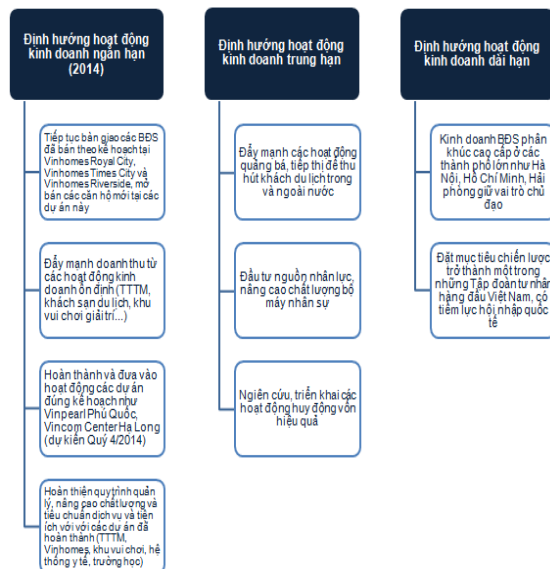 Định hướng hoạt động
kinh doanh ngắn hạn
(2014)
Tiếp tục bàn giao các BĐS
đã bán theo kế hoạch tại
Vinhomes Royal City,
Vinhomes Times City và
Vinhomes Riverside, mở
bán các căn hộ mới tại các
dự án này
Đẩy mạnh doanh thu từ
các hoạt động kinh
doanh ổn định (TTTM,
khách sạn du lịch, khu
vui chơi giải trí...)
Hoàn thành và đưa vào
hoạt động các dự án
đúng kế hoạch như
Vinpearl Phú Quốc,
Vincom Center Hạ Long
(dự kiến Quý 4/2014)
Hoàn thiện quy trình quản
lý, nâng cao chất lượng và
tiêu chuẩn dịch vụ và tiện
ích với với các dự án đã
hoàn thành (TTTM,
Vinhomes, khu vui chơi, hệ
thống y tế, trường học)
Định hướng hoạt động
kinh doanh trung hạn
Đẩy mạnh các hoạt động
quảng bá, tiếp thị để thu
hút khách du lịch trong
và ngoài nước
Đầu tư nguồn nhân lực,
nâng cao chất lượng bộ
máy nhân sự
Ngiên cứu, triển khai các
hoạt động huy động vốn
hiệu quả
Định hướng hoạt động
kinh doanh dài hạn
Kinh doanh BĐS phân
khúc cao cấp ở các
thành phố lớn như Hà
Nội, Hồ Chí Minh, Hải
phòng giữ vai trò chủ
đạo
Đặt mục tiêu chiến lược
trở thành một trong
những Tập đoàn tư nhân
hàng đầu Việt Nam, có
tiềm lực hội nhập quốc
tế